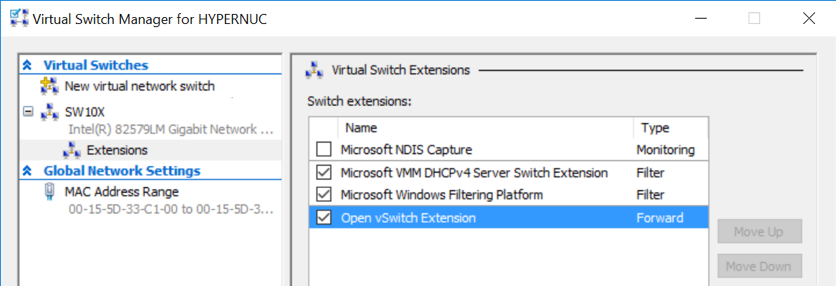 Virtual Switch Manager for HYPERNUC
Virtual Switches
New virtual network switch
SW10X
Intel(R) 82579LM Gigabit Network ...
Extensions
Global Network Settings
MAC Address Range
00-15-5D-33-C1-00 to 00-15-5D-3...
Virtual Switch Extensions
Switch extensions:
Name Type
Microsoft NDIS Capture Monitoring
Microsoft VMM DHCPv4 Server Switch Extension Filter
Microsoft Windows Filtering Platform Filter
Open vSwitch Extension Forward
Move Up
Move Down